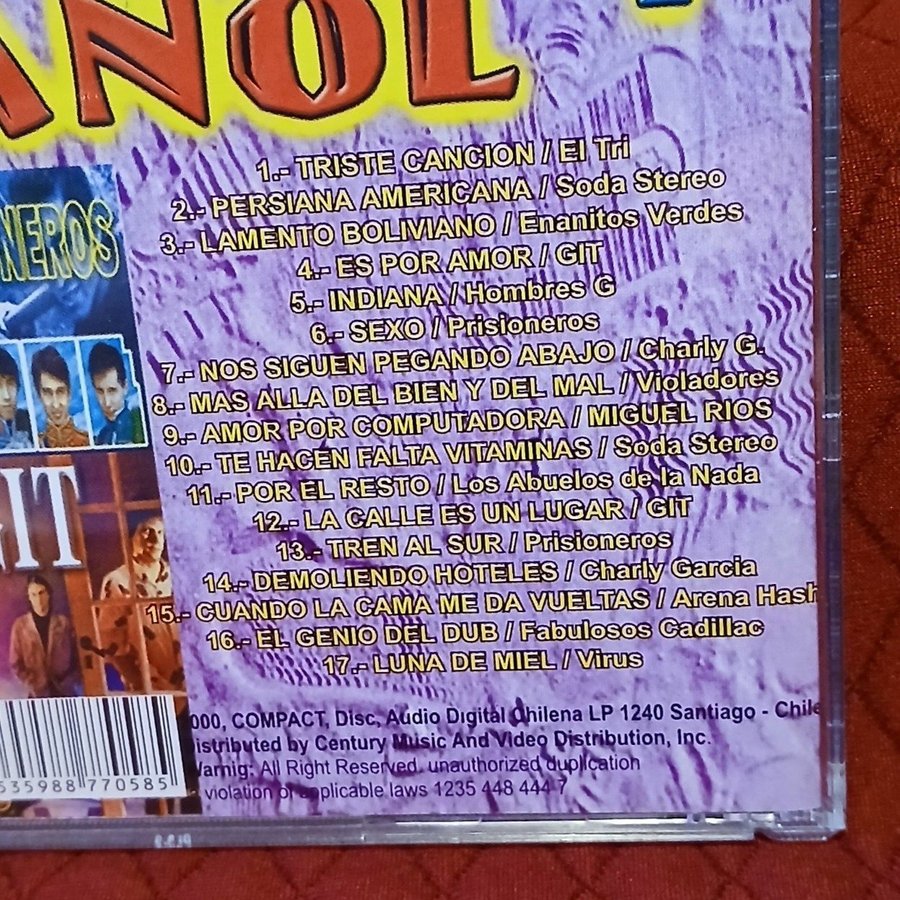 AÑOL
1.- TRISTE CANCION / El Tri
2.- PERSIANA AMERICANA / Soda Stereo
3.- LAMENTO BOLIVIANO / Enanitos Verdes
4.- ES POR AMOR / GIT
5.- INDIANA / Hombres G
6.- SEXO / Prisioneros
7.- NOS SIGUEN PEGANDO ABAJO / Charly G.
8.- MAS ALLA DEL BIEN Y DEL MAL / Violadores
9.- AMOR POR COMPUTADORA / MIGUEL RIOS
10.- TE HACEN FALTA VITAMINAS / Soda Stereo
11.- POR EL RESTO / Los Abuelos de la Nada
12.- LA CALLE ES UN LUGAR / GIT
13.- TREN AL SUR / Prisioneros
14.- DEMOLIENDO HOTELES / Charly Garcia
15.- CUANDO LA CAMA ME DA VUELTAS / Arena Hash
16.- EL GENIO DEL DUB / Fabulosos Cadillac
17.- LUNA DE MIEL / Virus
NEROS
GIT
000, COMPACT, Disc, Audio Digital Chilena LP 1240 Santiago - Chile
istributed by Century Music And Video Distribution, Inc.
Warnig: All Right Reserved. unauthorized duplication
violation of applicable laws 1235 448 444 7
535988 770585